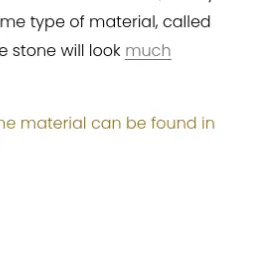 me type of material, called
e stone will look much
he material can be found in